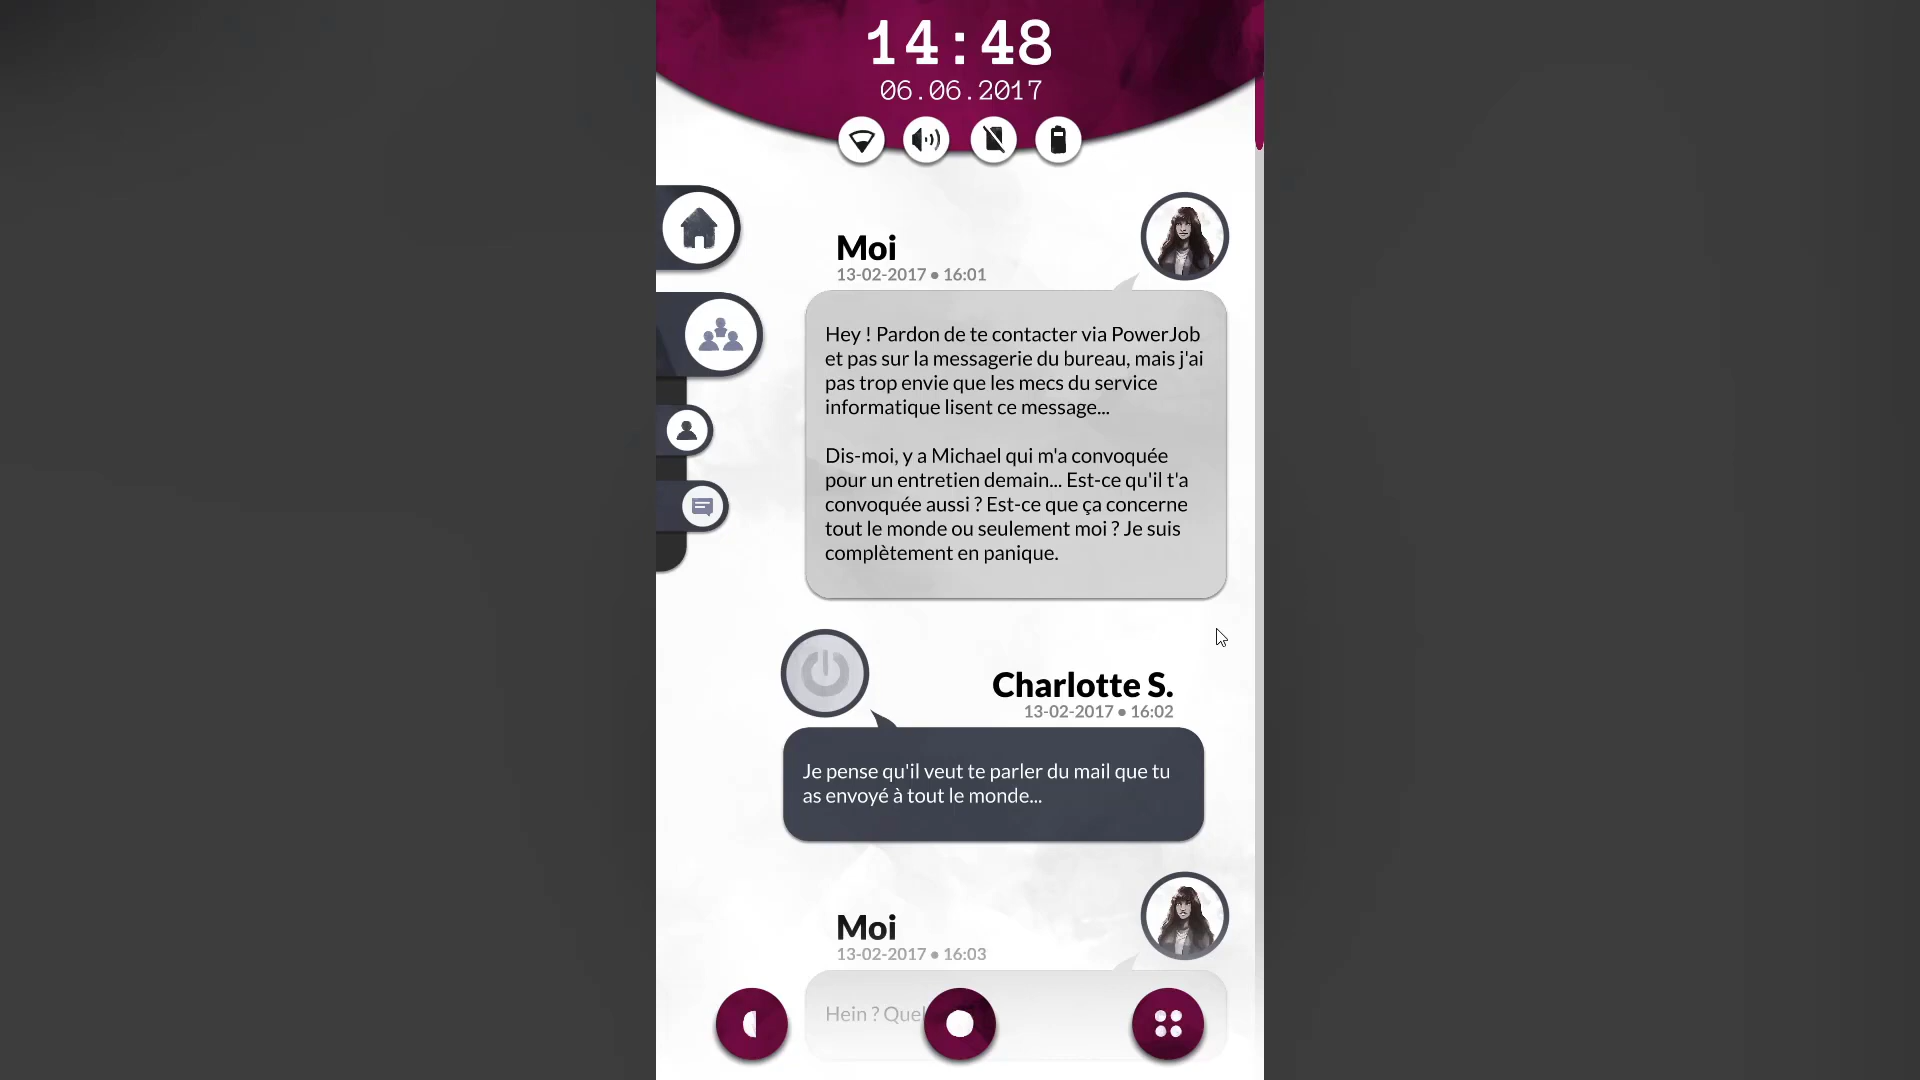 14:48
06.06.2017
Moi
13-02-2017 • 16:01
Hey ! Pardon de te contacter via PowerJob
et pas sur la messagerie du bureau, mais j'ai
pas trop envie que les mecs du service
informatique lisent ce message...
Dis-moi, y a Michael qui m'a convoquée
pour un entretien demain... Est-ce qu'il t'a
convoquée aussi ? Est-ce que ça concerne
tout le monde ou seulement moi ? Je suis
complètement en panique.
Charlotte S.
13-02-2017 • 16:02
Je pense qu'il veut te parler du mail que tu
as envoyé à tout le monde...
Moi
13-02-2017 • 16:03
Hein ? Quel